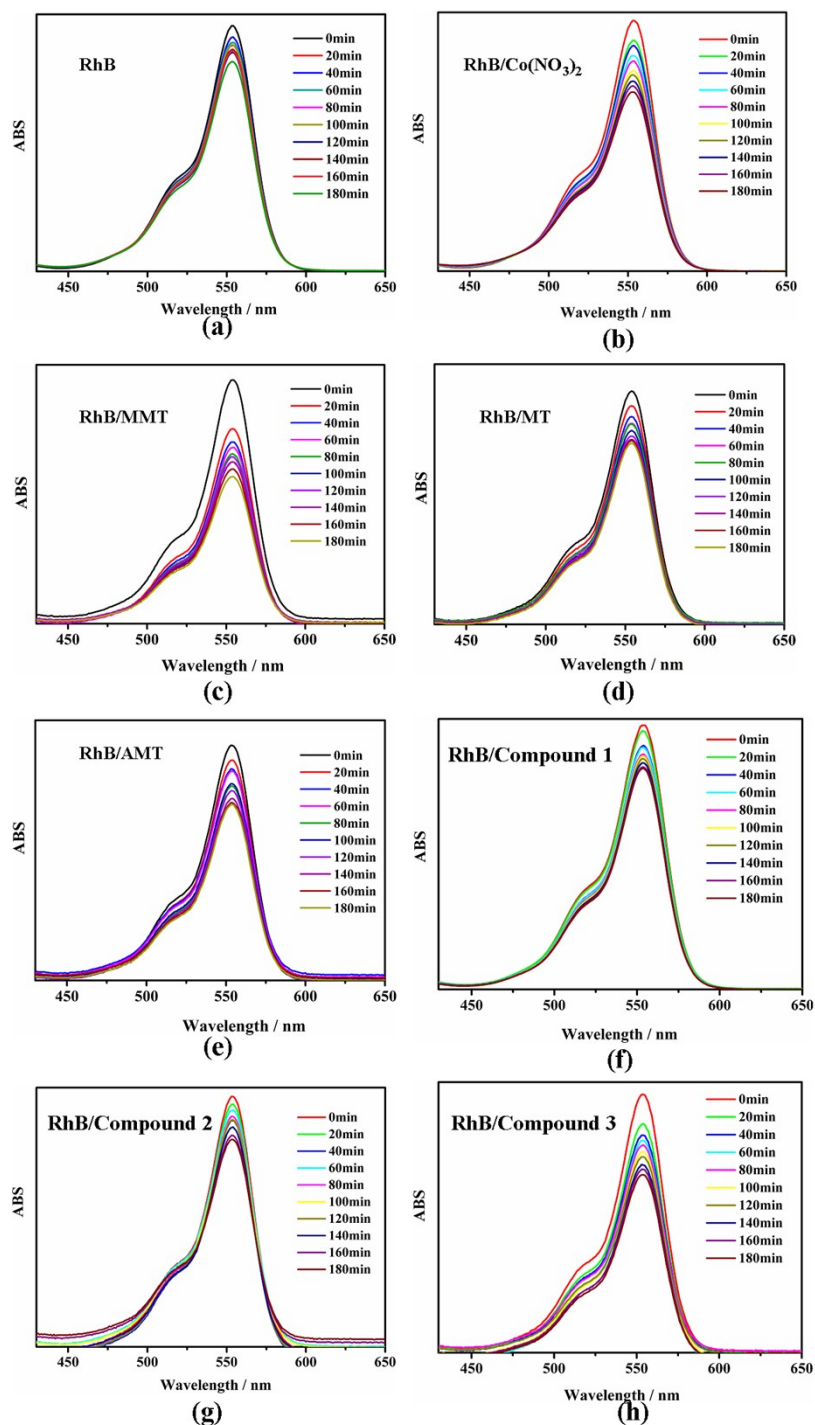 RhB
0min
20min
40min
60min
80min
100min
120min
140min
160min
180min
ABS
450 500 550 600 650
Wavelength / nm
(a)
RhB/Co(NO3)2
0min
20min
40min
60min
80min
100min
120min
140min
160min
180min
ABS
450 500 550 600 650
Wavelength / nm
(b)
RhB/MMT
0min
20min
40min
60min
80min
100min
120min
140min
160min
180min
ABS
450 500 550 600 650
Wavelength / nm
(c)
RhB/MT
0min
20min
40min
60min
80min
100min
120min
140min
160min
180min
ABS
450 500 550 600 650
Wavelength / nm
(d)
RhB/AMT
0min
20min
40min
60min
80min
100min
120min
140min
160min
180min
ABS
450 500 550 600 650
Wavelength / nm
(e)
RhB/Compound 1
0min
20min
40min
60min
80min
100min
120min
140min
160min
180min
ABS
450 500 550 600 650
Wavelength / nm
(f)
RhB/Compound 2
0min
20min
40min
60min
80min
100min
120min
140min
160min
180min
ABS
450 500 550 600 650
Wavelength / nm
(g)
RhB/Compound 3
0min
20min
40min
60min
80min
100min
120min
140min
160min
180min
ABS
450 500 550 600 650
Wavelength / nm
(h)